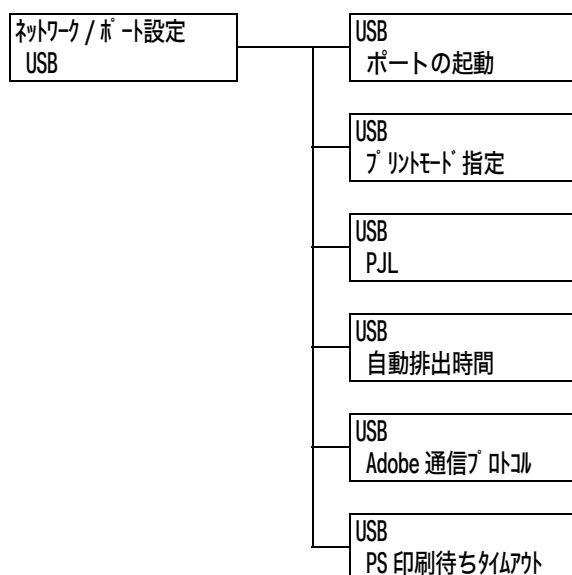 ﾈｯﾄﾜｰｸ / ﾎﾟｰﾄ設定
USB
USB
ポートの起動
USB
ﾌﾟﾘﾝﾄﾓｰﾄﾞ指定
USB
PJL
USB
自動排出時間
USB
Adobe 通信ﾌﾟﾛﾄｺﾙ
USB
PS 印刷待ちﾀｲﾑｱｳﾄ